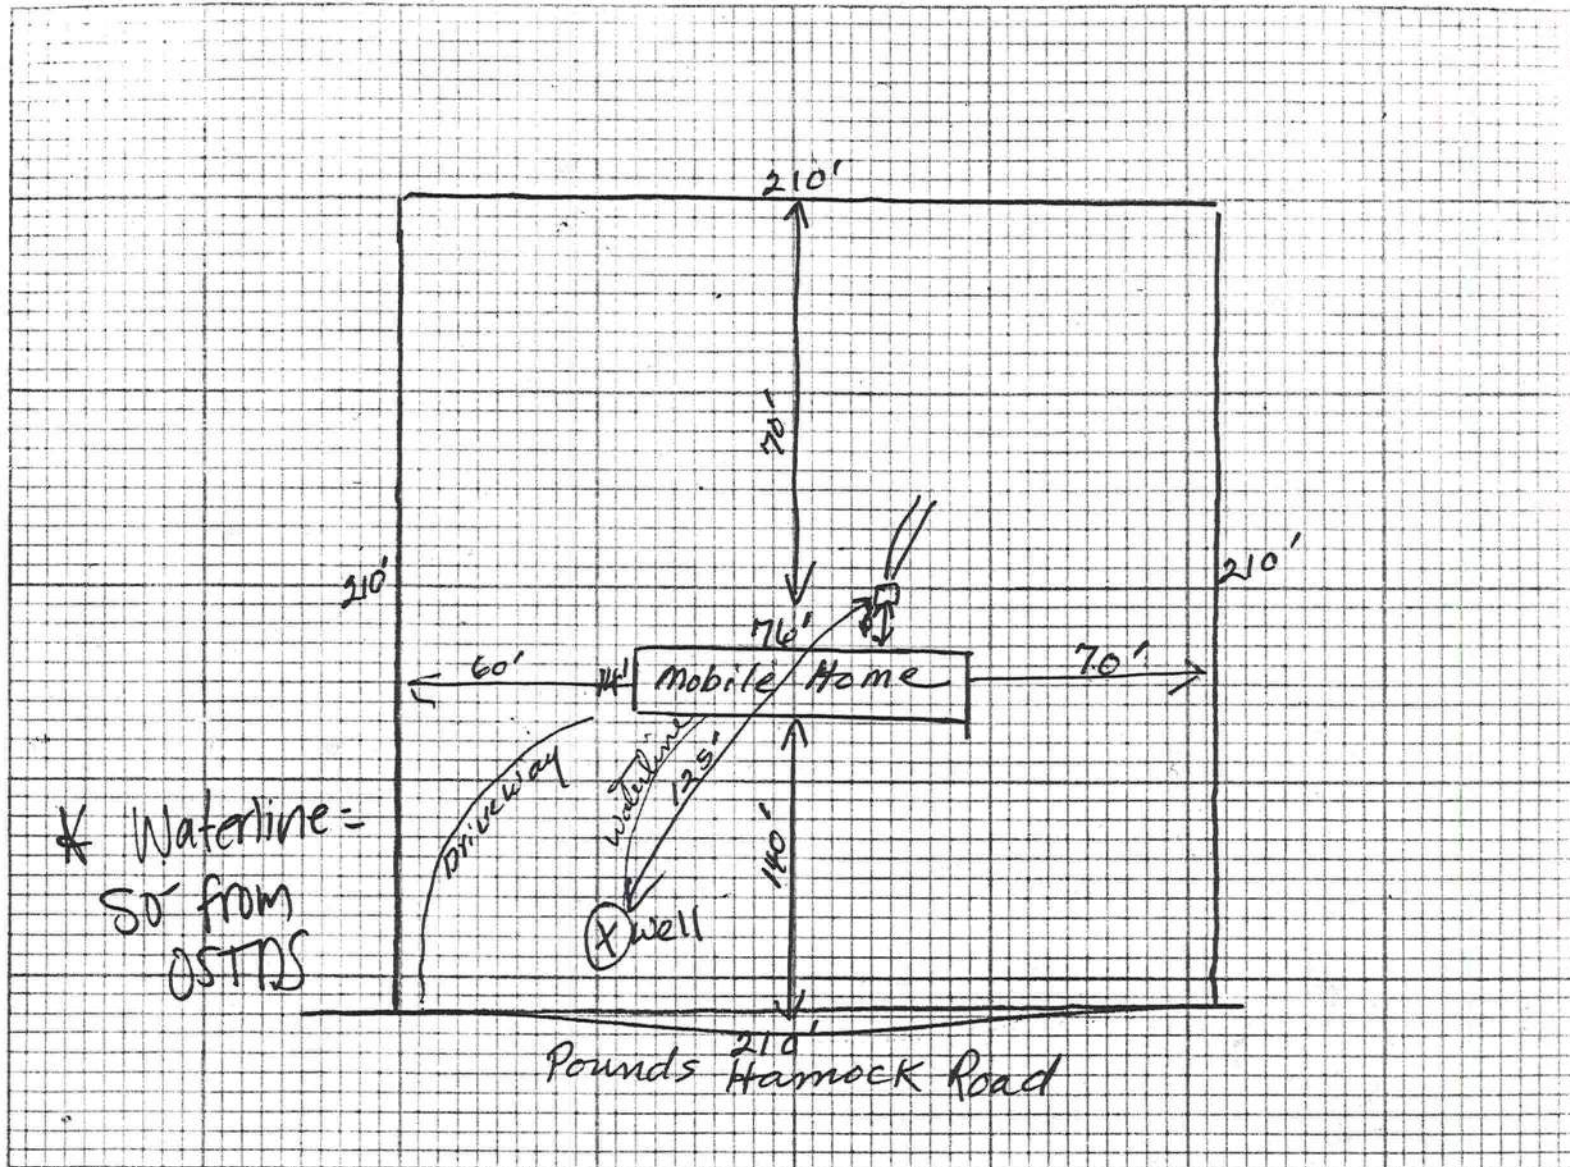 210'
70'
210'
210'
76'
60'
14'
Mobile Home
70'
Driveway
Waterline
125'
140'
* Waterline =
50' from
OSTDS
X Well
210'
Pounds Hamock Road